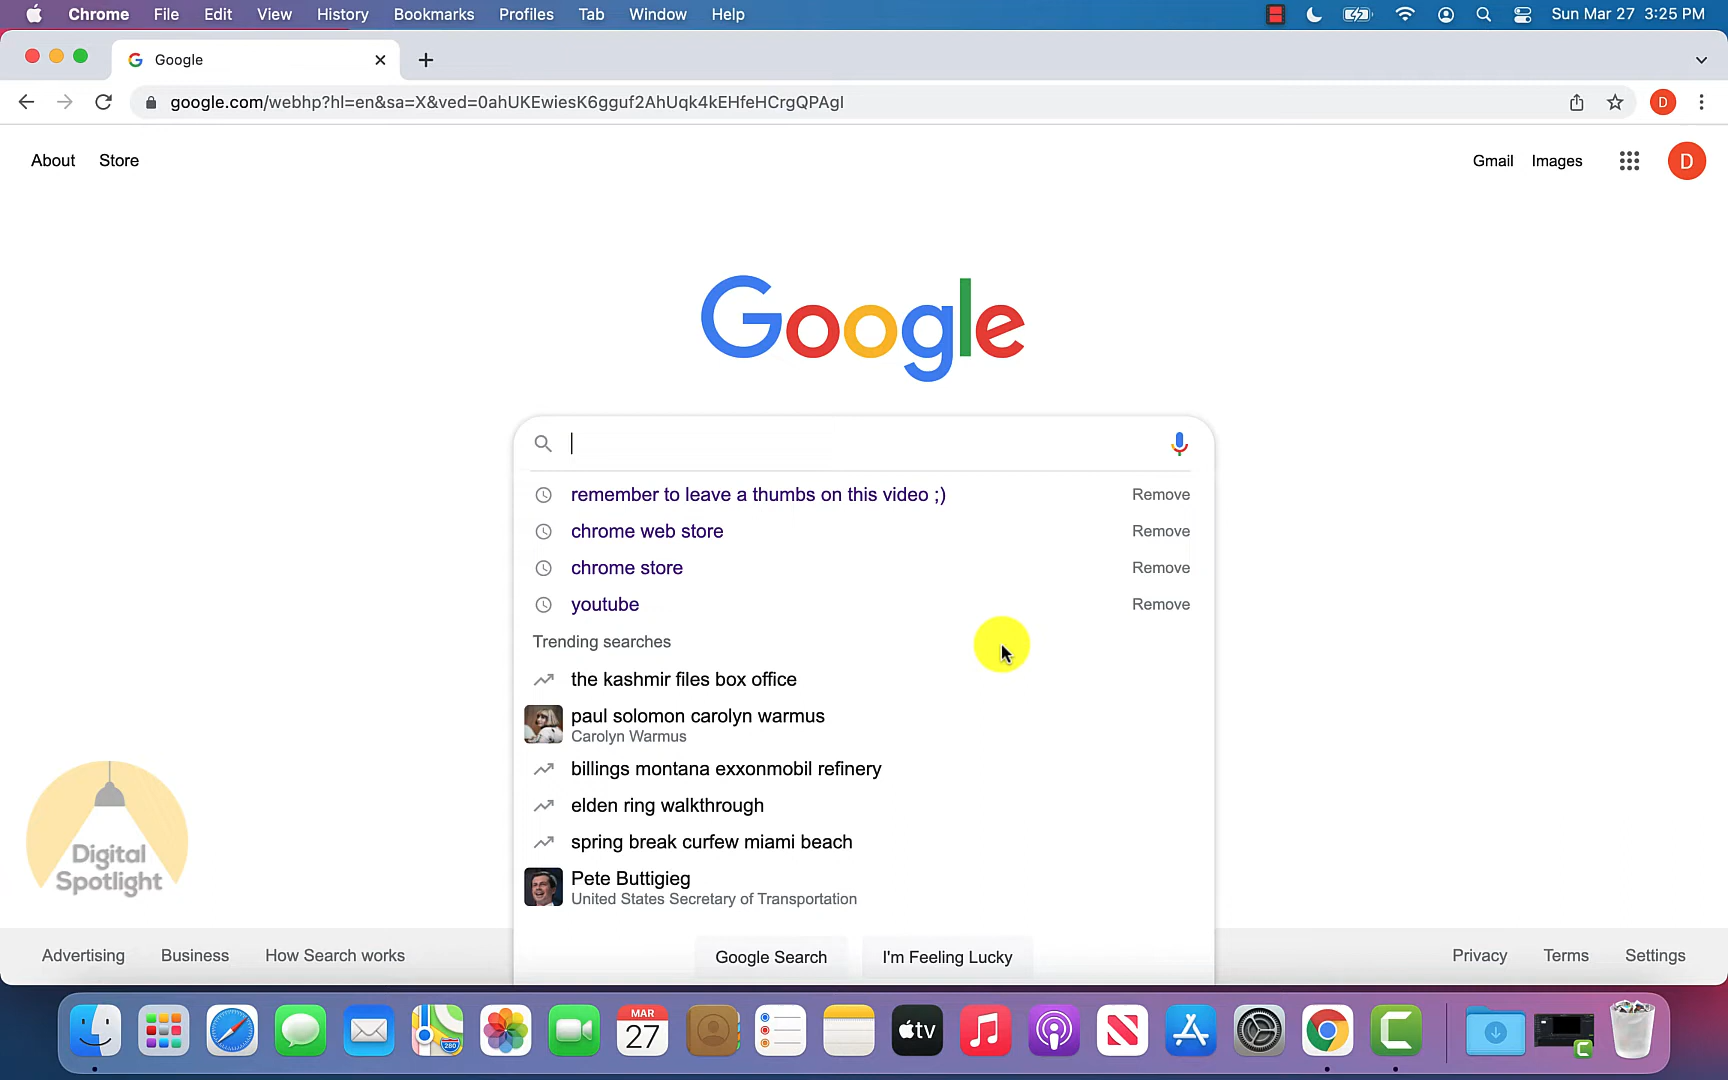 Chrome File Edit View History Bookmarks Profiles Tab Window Help Sun Mar 27 3:25 PM
Google
google.com/webhp?hl=en&sa=X&ved=0ahUKEwiesK6gguf2AhUqk4kEHfeHCrgQPAgI D
About Store Gmail Images D
Google
remember to leave a thumbs on this video ;) Remove
chrome web store Remove
chrome store Remove
youtube Remove
Trending searches
the kashmir files box office
paul solomon carolyn warmus
Carolyn Warmus
billings montana exxonmobil refinery
elden ring walkthrough
spring break curfew miami beach
Pete Buttigieg
United States Secretary of Transportation
Digital
Spotlight
Google Search I'm Feeling Lucky
Advertising Business How Search works Privacy Terms Settings
MAR
27
tv
280